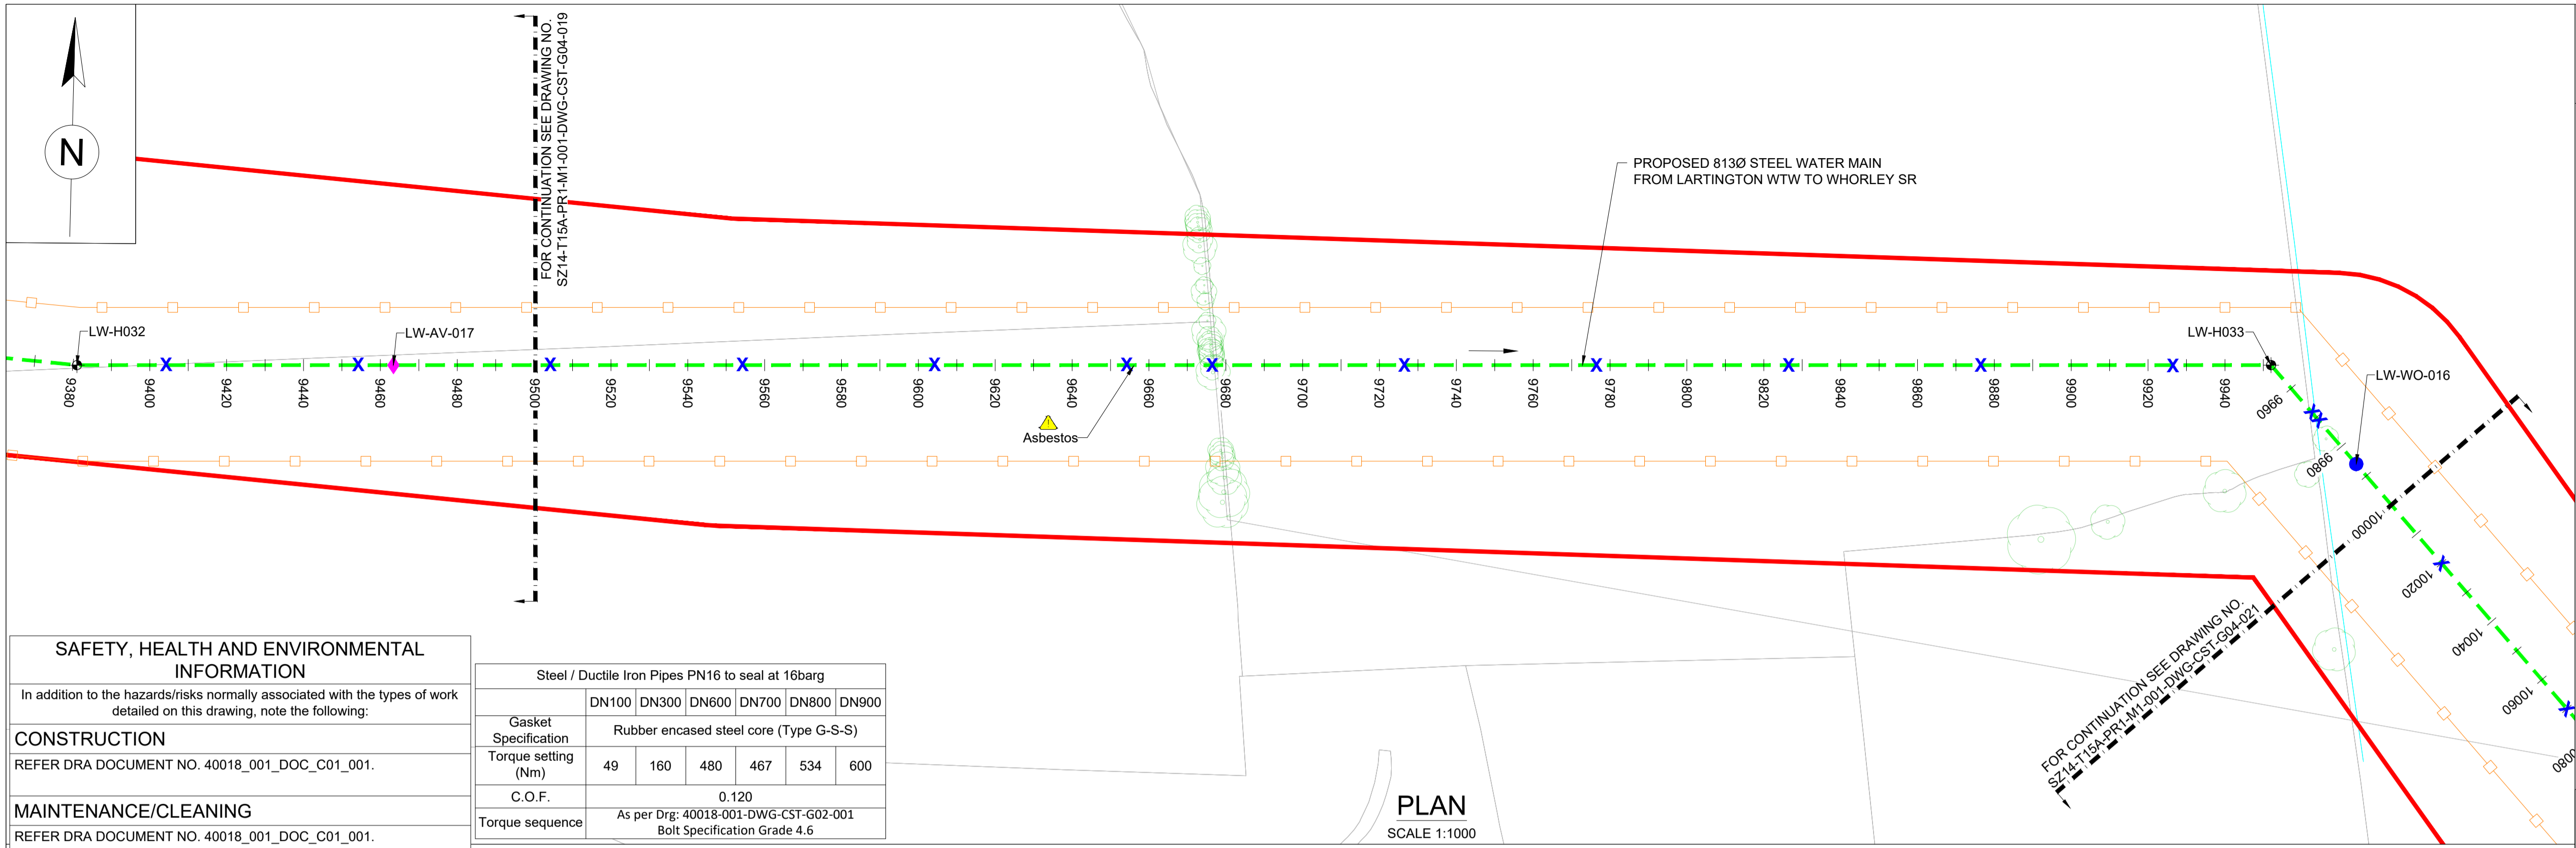 N
FOR CONTINUATION SEE DRAWING NO.
SZ14-T15A-PR1-M1-001-DWG-CST-G04-019
PROPOSED 813Ø STEEL WATER MAIN
FROM LARTINGTON WTW TO WHORLEY SR
LW-H032
LW-AV-017
LW-H033
LW-WO-016
9380
9400
9420
9440
9460
9480
9500
9520
9540
9560
9580
9600
9620
9640
9660
9680
9700
9720
9740
9760
9780
9800
9820
9840
9860
9880
9900
9920
9940
9960
9980
10000
10020
10040
10060
Asbestos
FOR CONTINUATION SEE DRAWING NO.
SZ14-T15A-PR1-M1-001-DWG-CST-G04-021
SAFETY, HEALTH AND ENVIRONMENTAL
INFORMATION
In addition to the hazards/risks normally associated with the types of work
detailed on this drawing, note the following:
CONSTRUCTION
REFER DRA DOCUMENT NO. 40018_001_DOC_C01_001.
MAINTENANCE/CLEANING
REFER DRA DOCUMENT NO. 40018_001_DOC_C01_001.
Steel / Ductile Iron Pipes PN16 to seal at 16barg
DN100 DN300 DN600 DN700 DN800 DN900
Gasket
Specification
Rubber encased steel core (Type G-S-S)
Torque setting
(Nm)
49 160 480 467 534 600
C.O.F. 0.120
Torque sequence
As per Drg: 40018-001-DWG-CST-G02-001
Bolt Specification Grade 4.6
PLAN
SCALE 1:1000